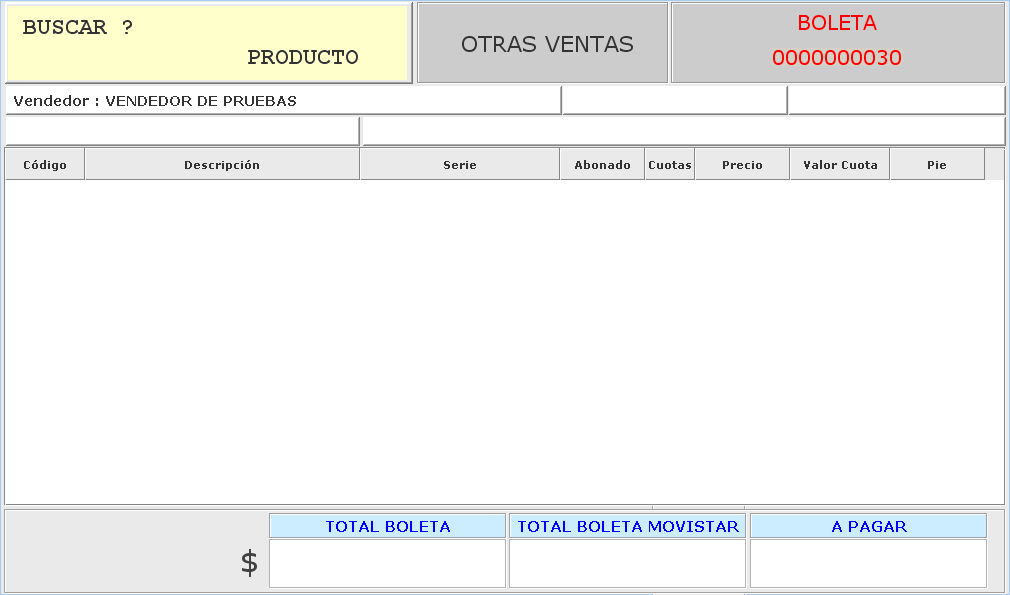 BUSCAR ?
PRODUCTO
OTRAS VENTAS
BOLETA
0000000030
Vendedor : VENDEDOR DE PRUEBAS
Código Descripción Serie Abonado Cuotas Precio Valor Cuota Pie
TOTAL BOLETA TOTAL BOLETA MOVISTAR A PAGAR
$